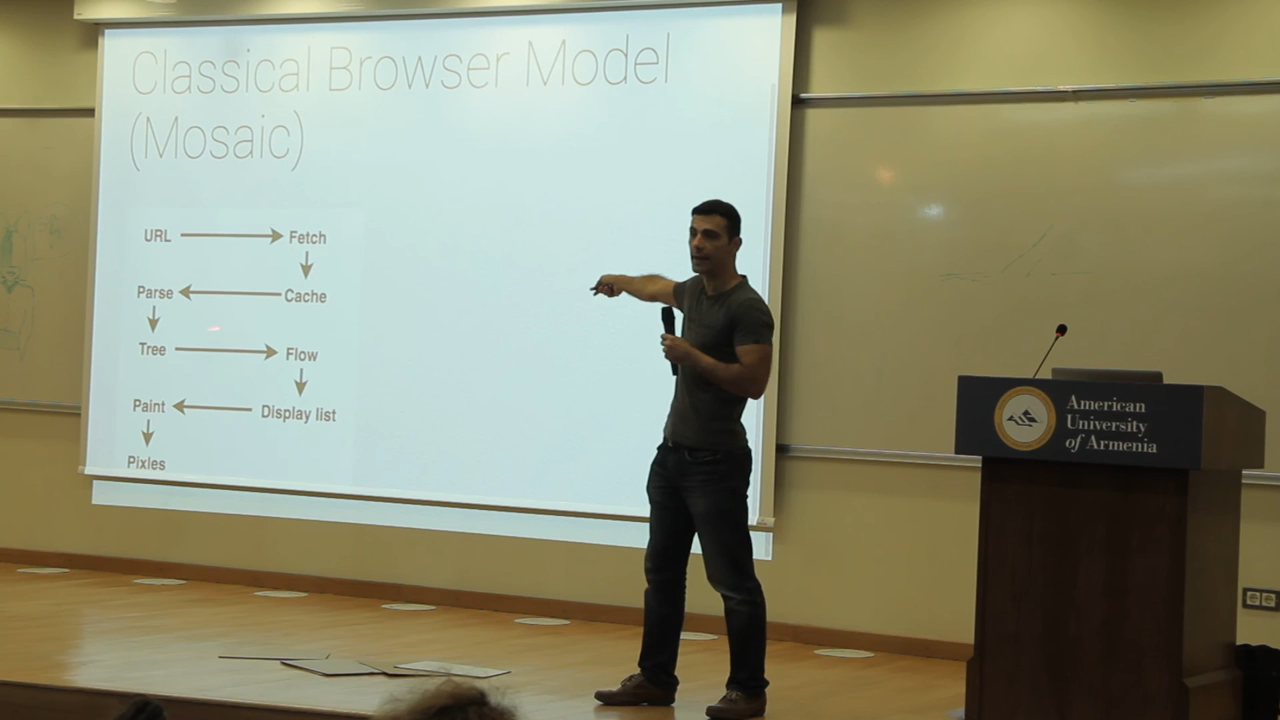 Classical Browser Model
(Mosaic)
URL
Fetch
Parse
Cache
Tree
Flow
Paint
Display list
Pixles
American
University
of Armenia